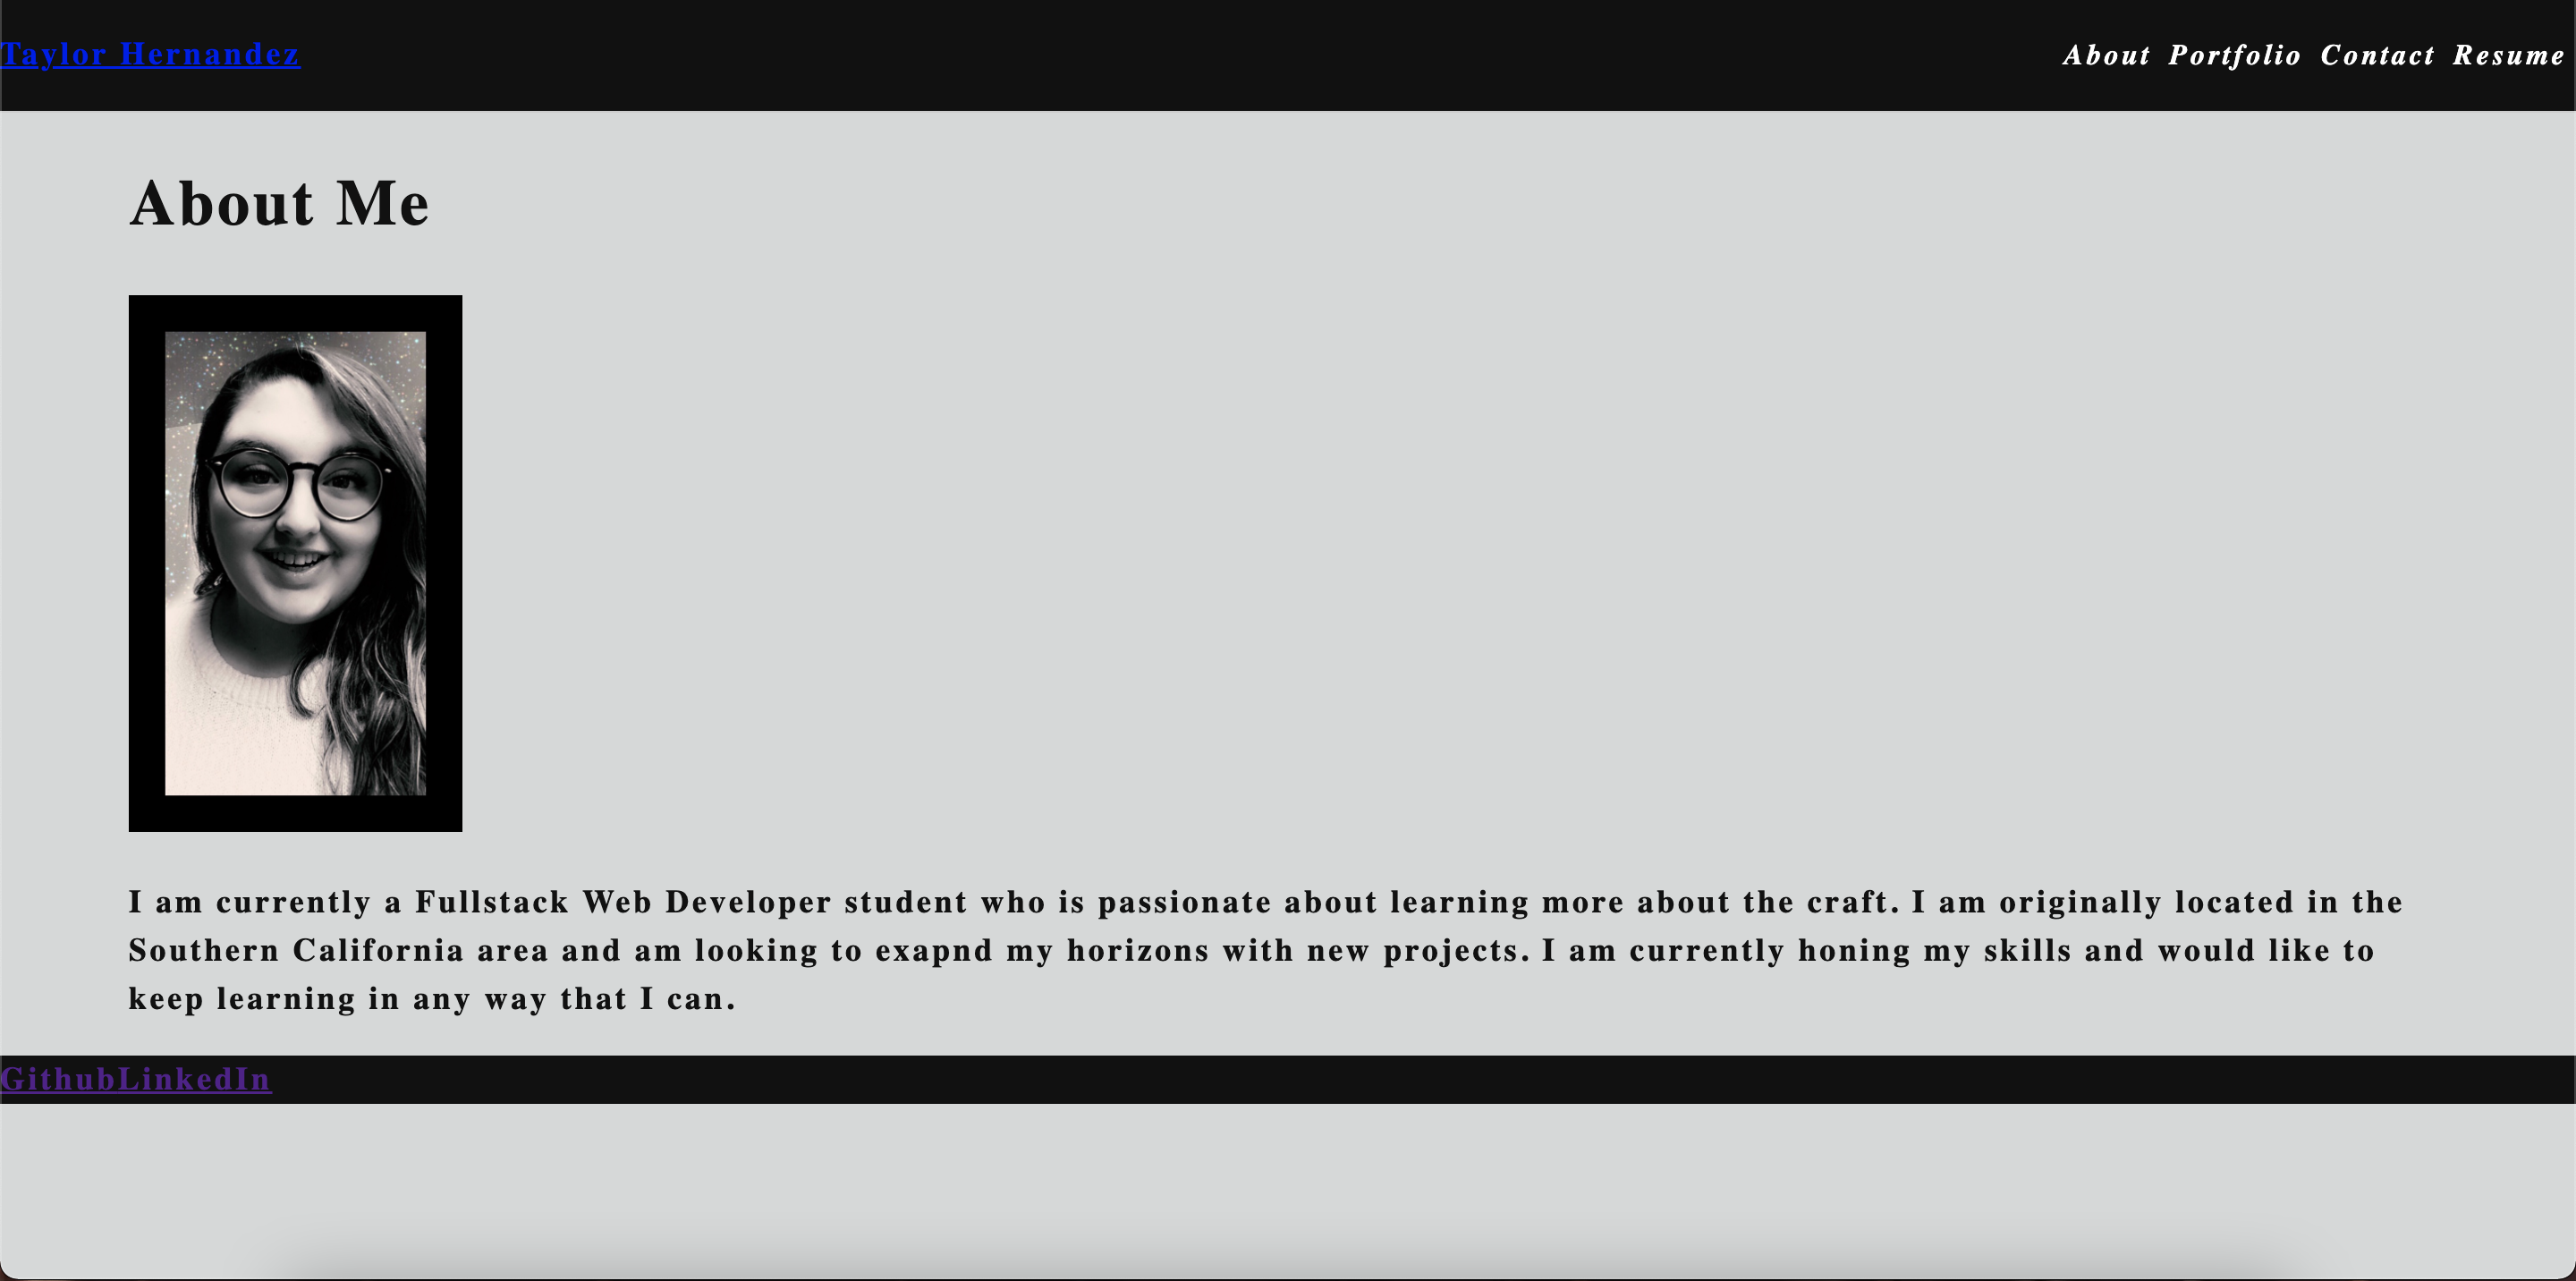 Taylor Hernandez
About Portfolio Contact Resume
About Me
I am currently a Fullstack Web Developer student who is passionate about learning more about the craft. I am originally located in the
Southern California area and am looking to exapnd my horizons with new projects. I am currently honing my skills and would like to
keep learning in any way that I can.
GithubLinkedIn